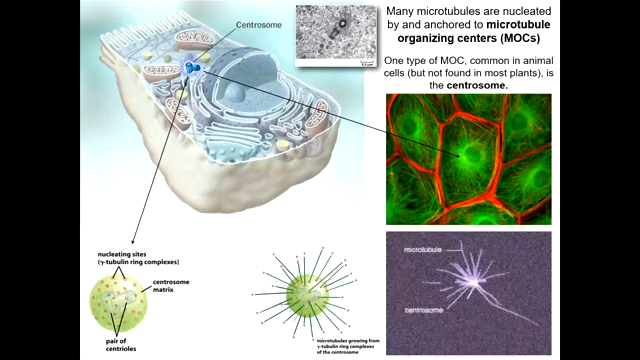 Many microtubules are nucleated
by and anchored to microtubule
organizing centers (MOCs)
One type of MOC, common in animal
cells (but not found in most plants), is
the centrosome.
Centrosome
nucleating sites
(γ-tubulin ring complexes)
centrosome
matrix
pair of
centrioles
microtubules growing from
γ-tubulin ring complexes
of the centrosome
microtubule
centrosome